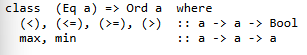 class  (Eq a) => Ord a  where
  (<), (<=), (>=), (>)  :: a -> a -> Bool
  max, min              :: a -> a -> a